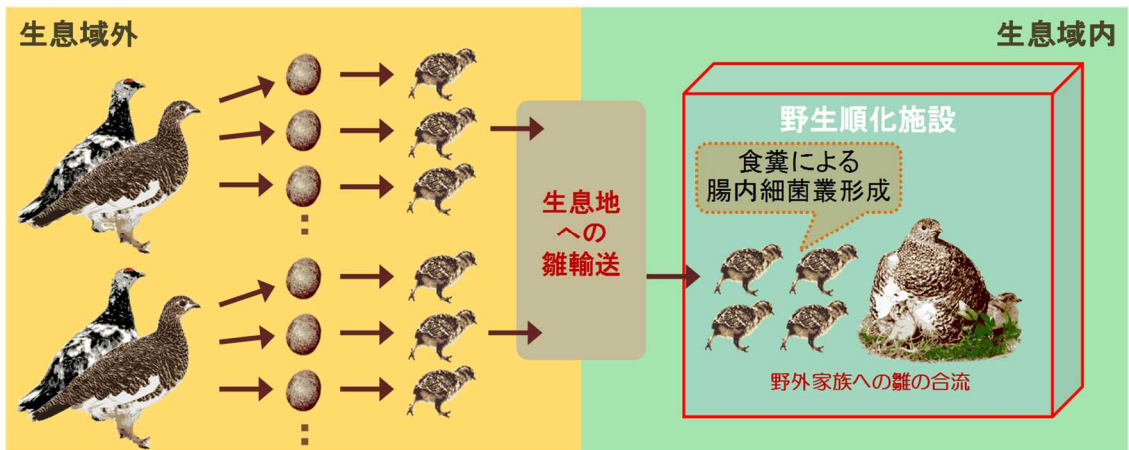 生息域外
生息域内
生息地
への
雛輸送
野生順化施設
食糞による
腸内細菌叢形成
野外家族への雛の合流